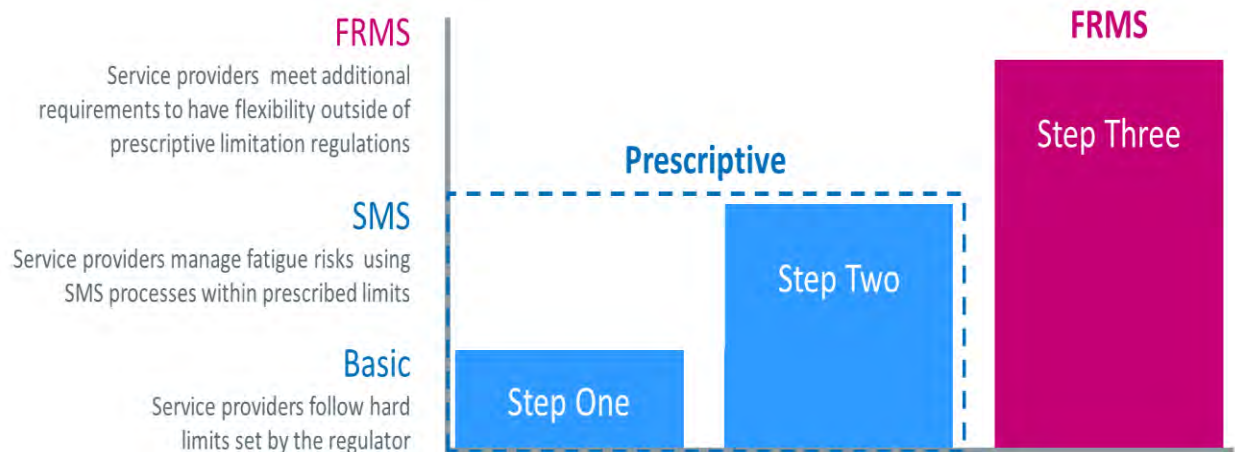 FRMS
Service providers meet additional
requirements to have flexibility outside of
prescriptive limitation regulations
SMS
Service providers manage fatigue risks using
SMS processes within prescribed limits
Basic
Service providers follow hard
limits set by the regulator
Prescriptive
FRMS
Step One
Step Two
Step Three